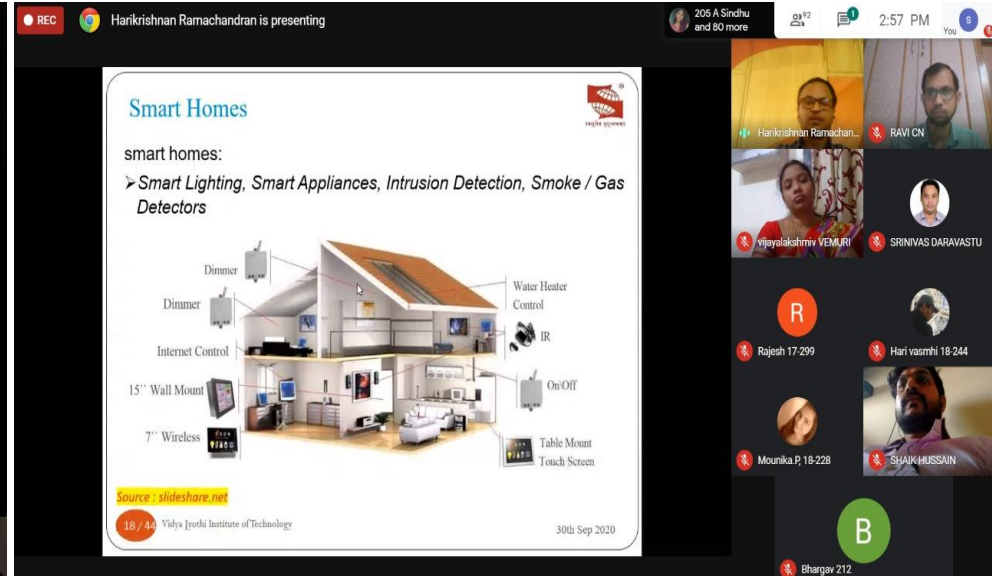 REC
Harikrishnan Ramachandran is presenting
205 A Sindhu
and 80 more
92
1
2:57 PM
You
S
Smart Homes
smart homes:
➢Smart Lighting, Smart Appliances, Intrusion Detection, Smoke / Gas
Detectors
Dimmer
Dimmer
Internet Control
15`` Wall Mount
7`` Wireless
Water Heater
Control
IR
On\Off
Table Mount
Touch Screen
Source : slideshare.net
18 / 44
Vidya Jyothi Institute of Technology
30th Sep 2020
Harikrishnan Ramachan...
RAVI CN
vijayalakshmiv VEMURI
SRINIVAS DARAVASTU
R
Rajesh 17-299
Hari vasmhi 18-244
Mounika.P, 18-228
SHAIK HUSSAIN
B
Bhargav 212